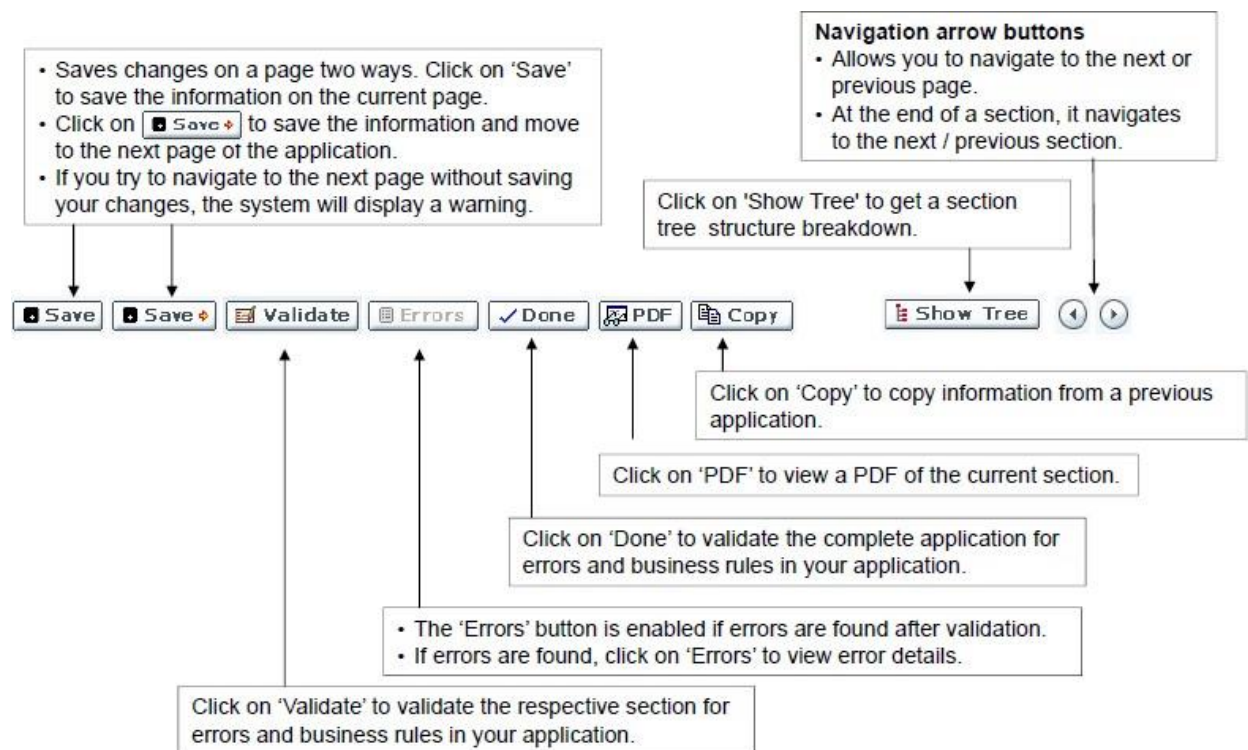 • Saves changes on a page two ways. Click on ‘Save’
to save the information on the current page.
• Click on Save to save the information and move
to the next page of the application.
• If you try to navigate to the next page without saving
your changes, the system will display a warning.
Navigation arrow buttons
• Allows you to navigate to the next or
previous page.
• At the end of a section, it navigates
to the next / previous section.
Click on 'Show Tree' to get a section
tree structure breakdown.
Save Save Validate Errors Done PDF Copy Show Tree
Click on ‘Copy’ to copy information from a previous
application.
Click on ‘PDF’ to view a PDF of the current section.
Click on ‘Done’ to validate the complete application for
errors and business rules in your application.
• The ‘Errors’ button is enabled if errors are found after validation.
• If errors are found, click on ‘Errors’ to view error details.
Click on ‘Validate’ to validate the respective section for
errors and business rules in your application.